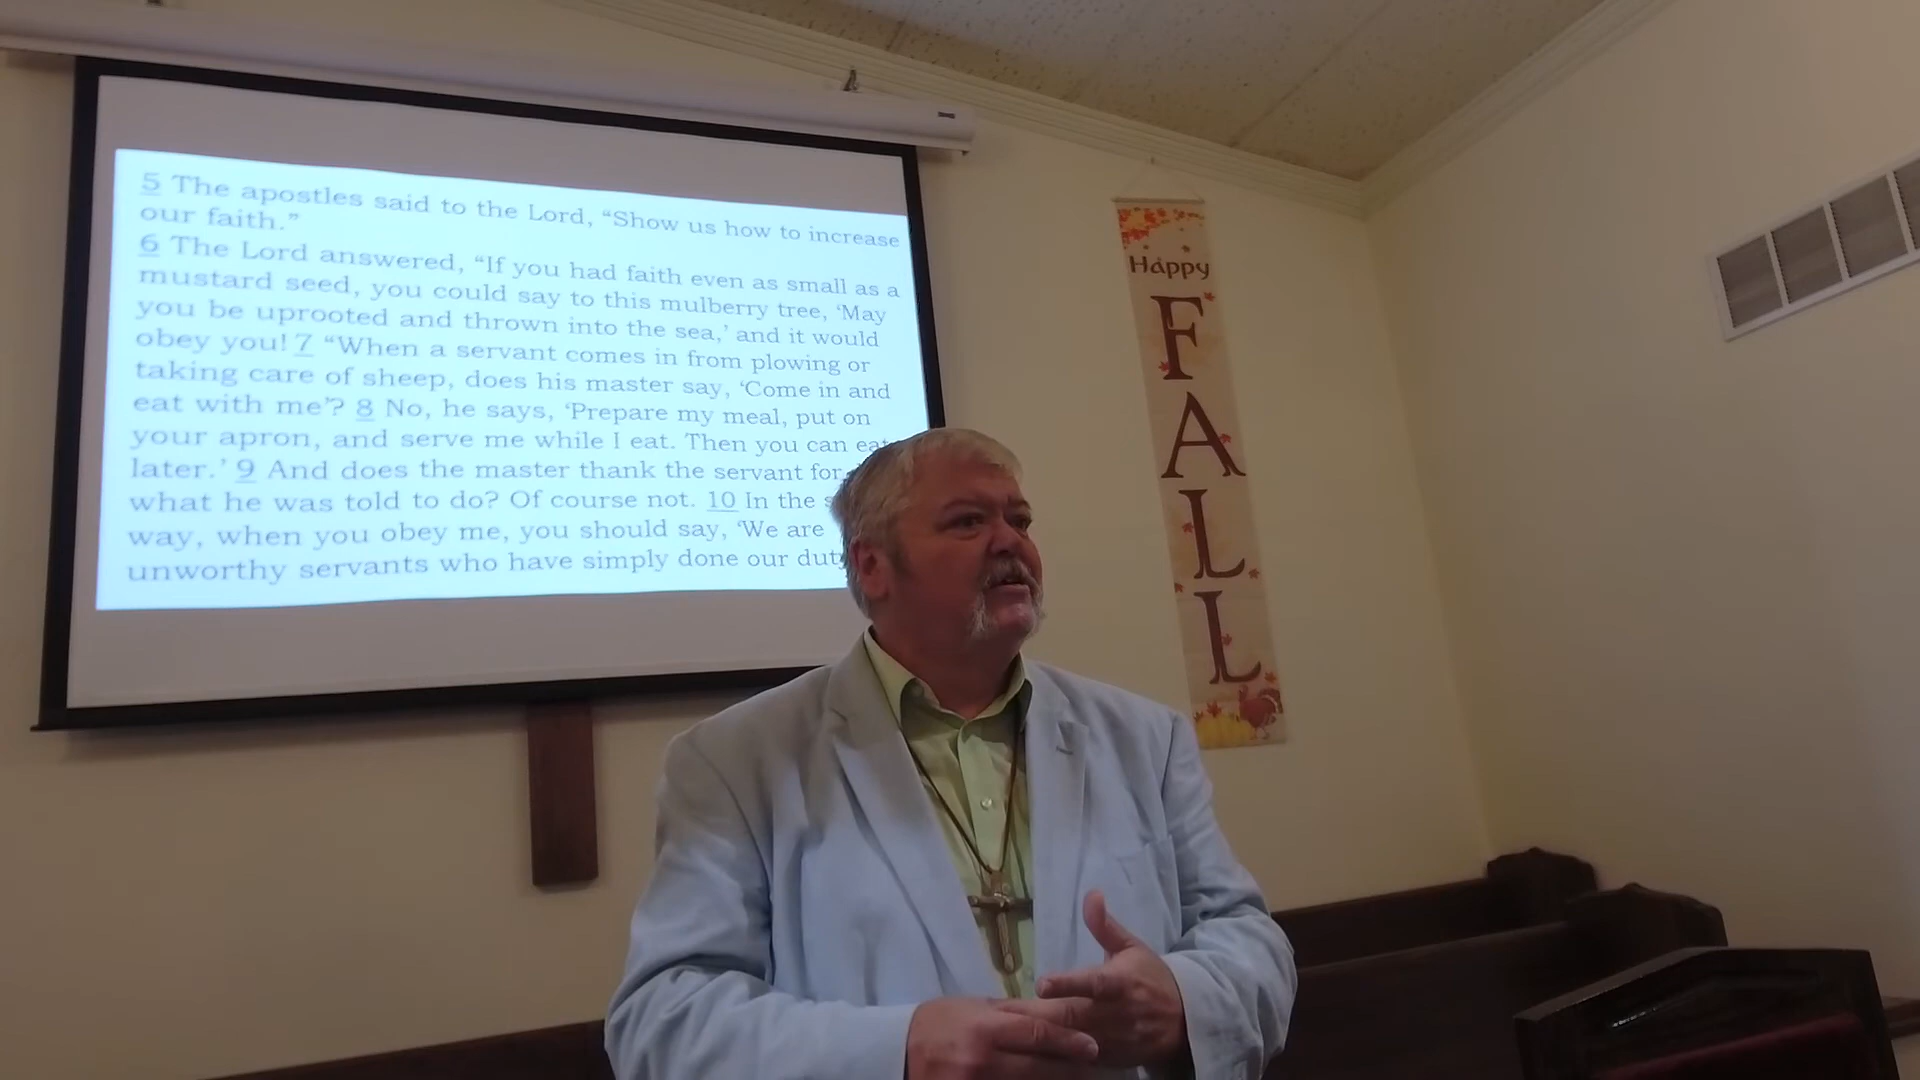 5 The apostles said to the Lord, “Show us how to increase
our faith.”
6 The Lord answered, “If you had faith even as small as a
mustard seed, you could say to this mulberry tree, ‘May
you be uprooted and thrown into the sea,’ and it would
obey you! 7 “When a servant comes in from plowing or
taking care of sheep, does his master say, ‘Come in and
eat with me’? 8 No, he says, ‘Prepare my meal, put on
your apron, and serve me while I eat. Then you can eat
later.’ 9 And does the master thank the servant for
what he was told to do? Of course not. 10 In the
way, when you obey me, you should say, ‘We are
unworthy servants who have simply done our duty
Happy
FALL